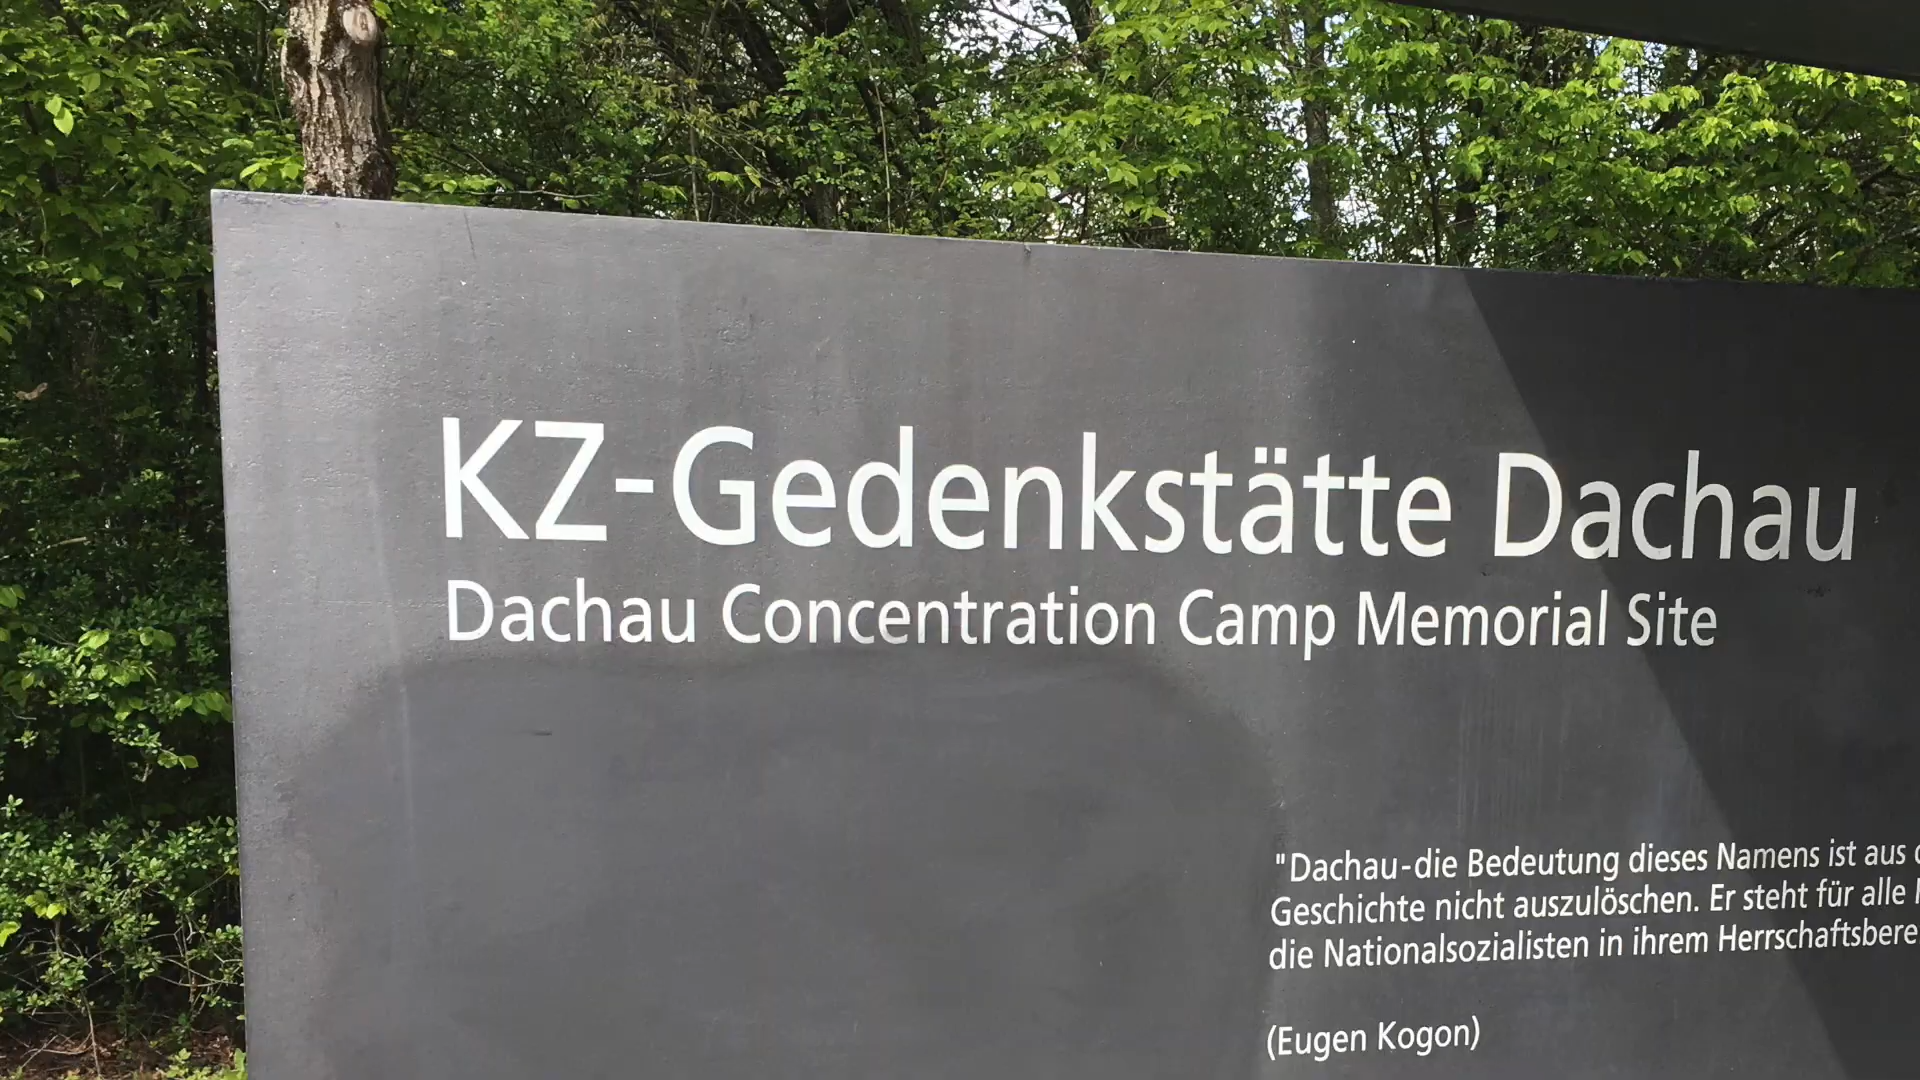 KZ-Gedenkstätte Dachau
Dachau Concentration Camp Memorial Site
"Dachau-die Bedeutung dieses Namens ist aus
Geschichte nicht auszulöschen. Er steht für alle
die Nationalsozialisten in ihrem Herrschaftsbere
(Eugen Kogon)